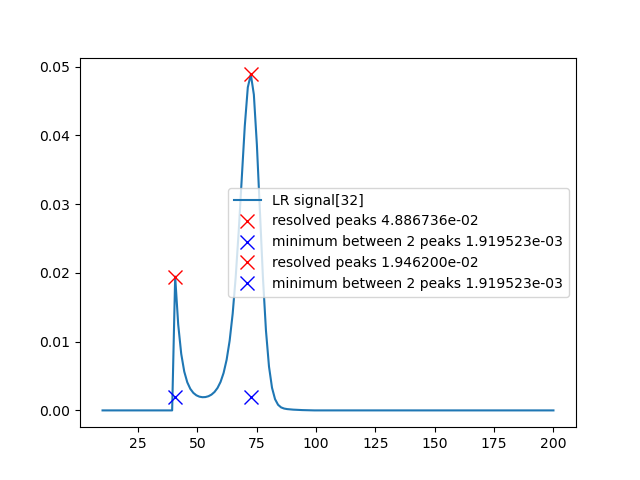 0.05
0.04
0.03
0.02
0.01
0.00
LR signal[32]
resolved peaks 4.886736e-02
minimum between 2 peaks 1.919523e-03
resolved peaks 1.946200e-02
minimum between 2 peaks 1.919523e-03
25 50 75 100 125 150 175 200